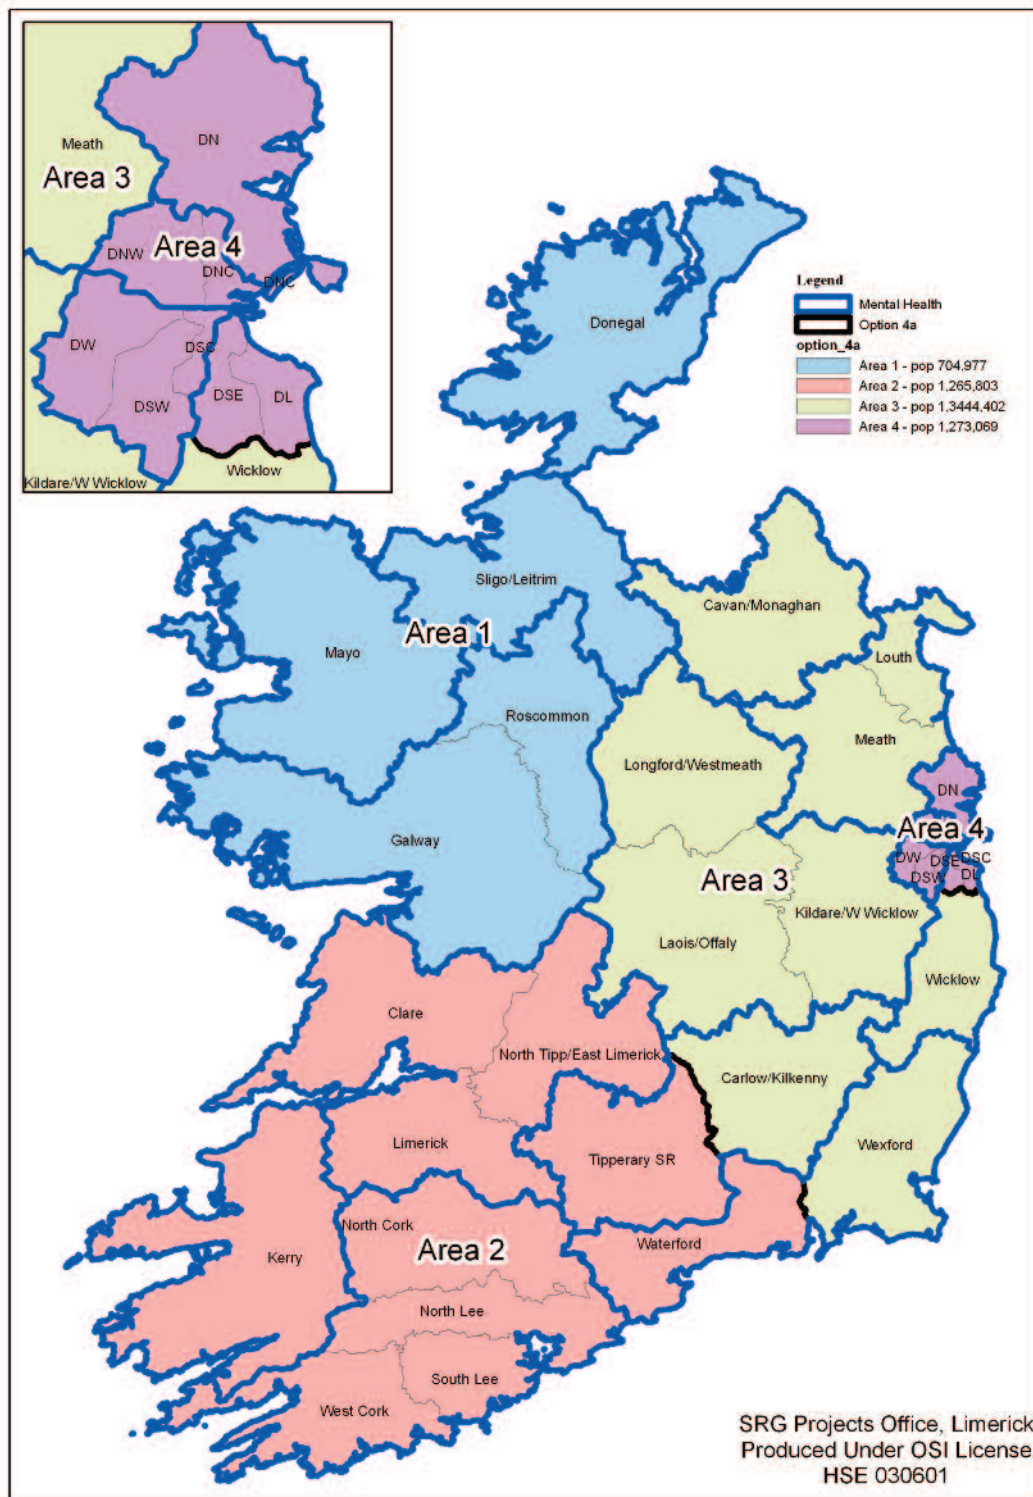 Meath
Area 3
DN
DNW
Area 4
DNC
DNC
DW
DSC
DSW
DSE
DL
Wicklow
Kildare/W Wicklow
Legend
Mental Health
Option 4a
option_4a
Area 1 - pop 704,977
Area 2 - pop 1,265,803
Area 3 - pop 1,3444,402
Area 4 - pop 1,273,069
Donegal
Sligo/Leitrim
Cavan/Monaghan
Area 1
Mayo
Louth
Roscommon
Meath
Longford/Westmeath
DN
Galway
Area 4
DW
DSE
DSC
DSW
DL
Area 3
Kildare/W Wicklow
Laois/Offaly
Wicklow
Clare
North Tipp/East Limerick
Carlow/Kilkenny
Limerick
Tipperary SR
Wexford
North Cork
Area 2
Waterford
Kerry
North Lee
South Lee
West Cork
SRG Projects Office, Limerick
Produced Under OSI License
HSE 030601